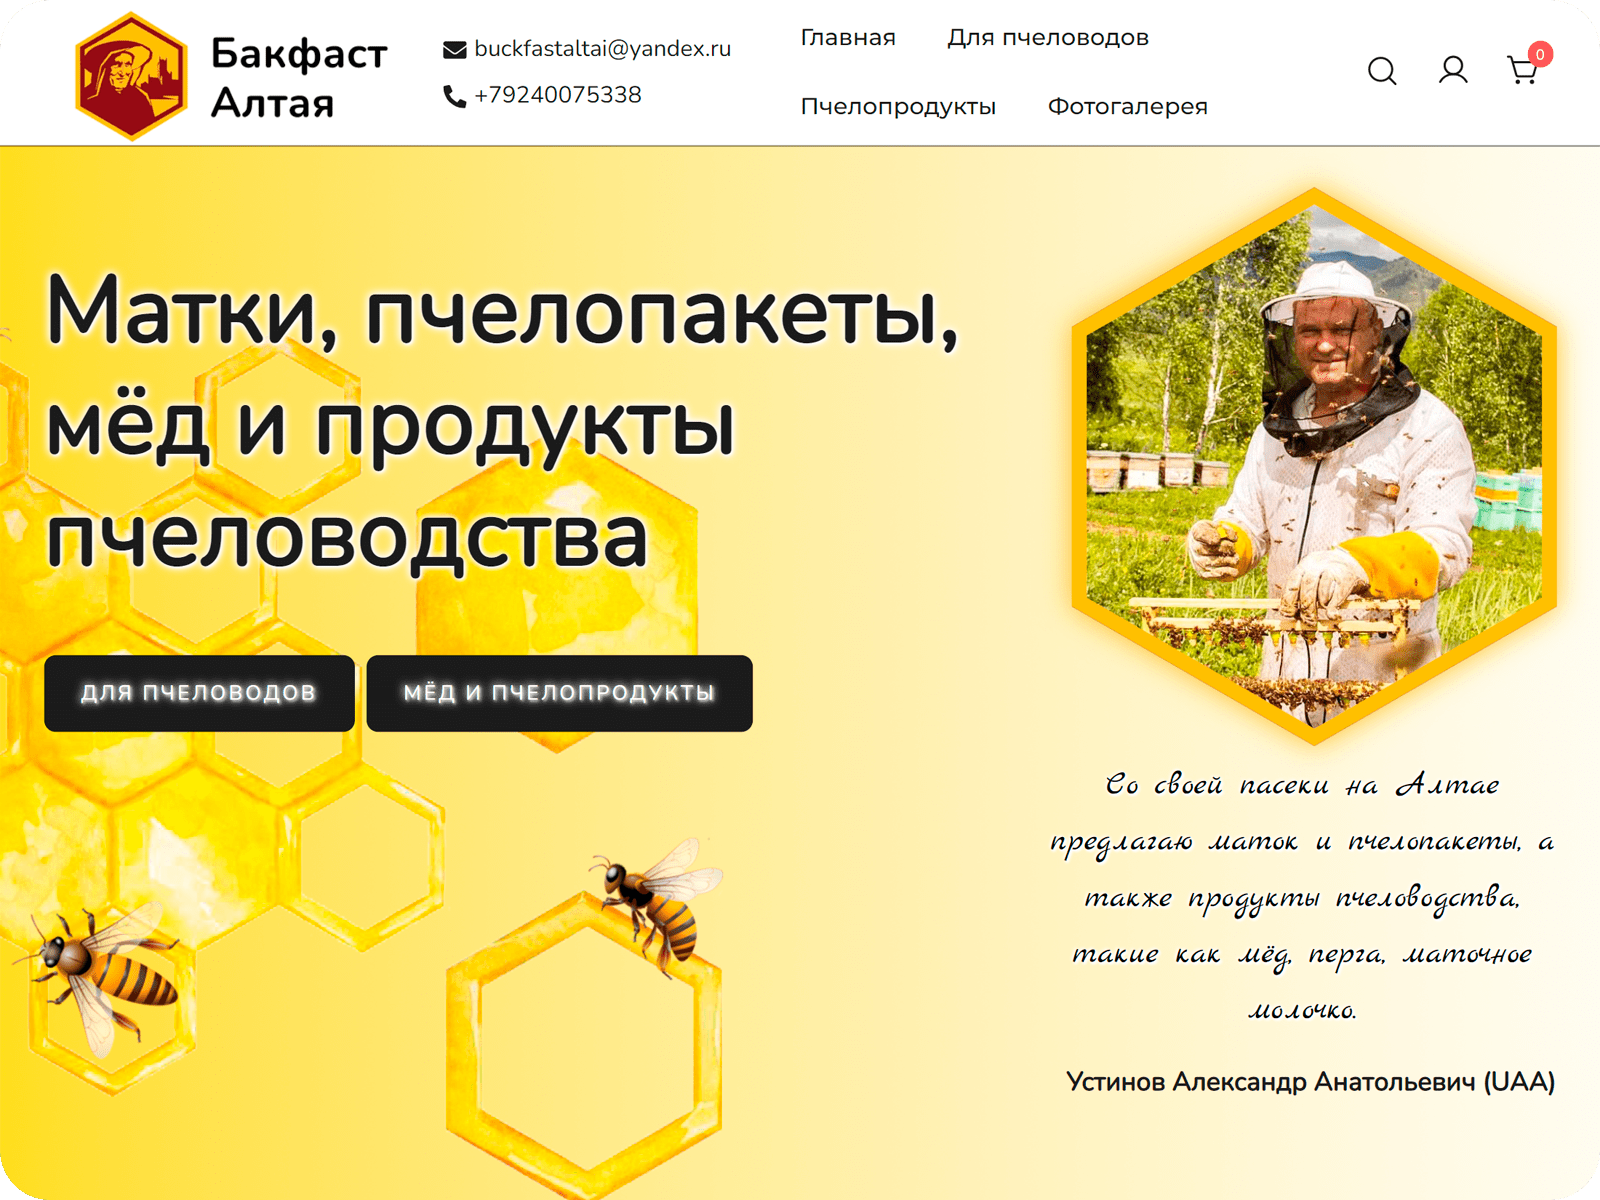 Бакфаст
Алтая
buckfastaltai@yandex.ru
+79240075338
Главная
Для пчеловодов
Пчелопродукты
Фотогалерея
0
Матки, пчелопакеты,
мёд и продукты
пчеловодства
ДЛЯ ПЧЕЛОВОДОВ
МЁД И ПЧЕЛОПРОДУКТЫ
Со своей пасеки на Алтае
предлагаю маток и пчелопакеты, а
также продукты пчеловодства,
такие как мёд, перга, маточное
молочко.
Устинов Александр Анатольевич (UAA)